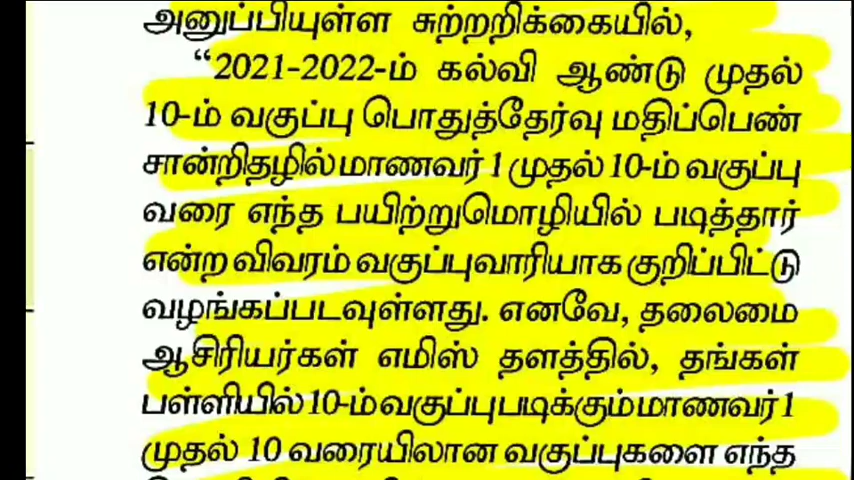 அனுப்பியுள்ள சுற்றறிக்கையில்,
“2021-2022-ம் கல்வி ஆண்டு முதல்
10-ம் வகுப்பு பொதுத்தேர்வு மதிப்பெண்
சான்றிதழில் மாணவர் 1 முதல் 10-ம் வகுப்பு
வரை எந்த பயிற்றுமொழியில் படித்தார்
என்ற விவரம் வகுப்புவாரியாக குறிப்பிட்டு
வழங்கப்படவுள்ளது. எனவே, தலைமை
ஆசிரியர்கள் எமிஸ் தளத்தில், தங்கள்
பள்ளியில் 10-ம் வகுப்பு படிக்கும் மாணவர் 1
முதல் 10 வரையிலான வகுப்புகளை எந்த